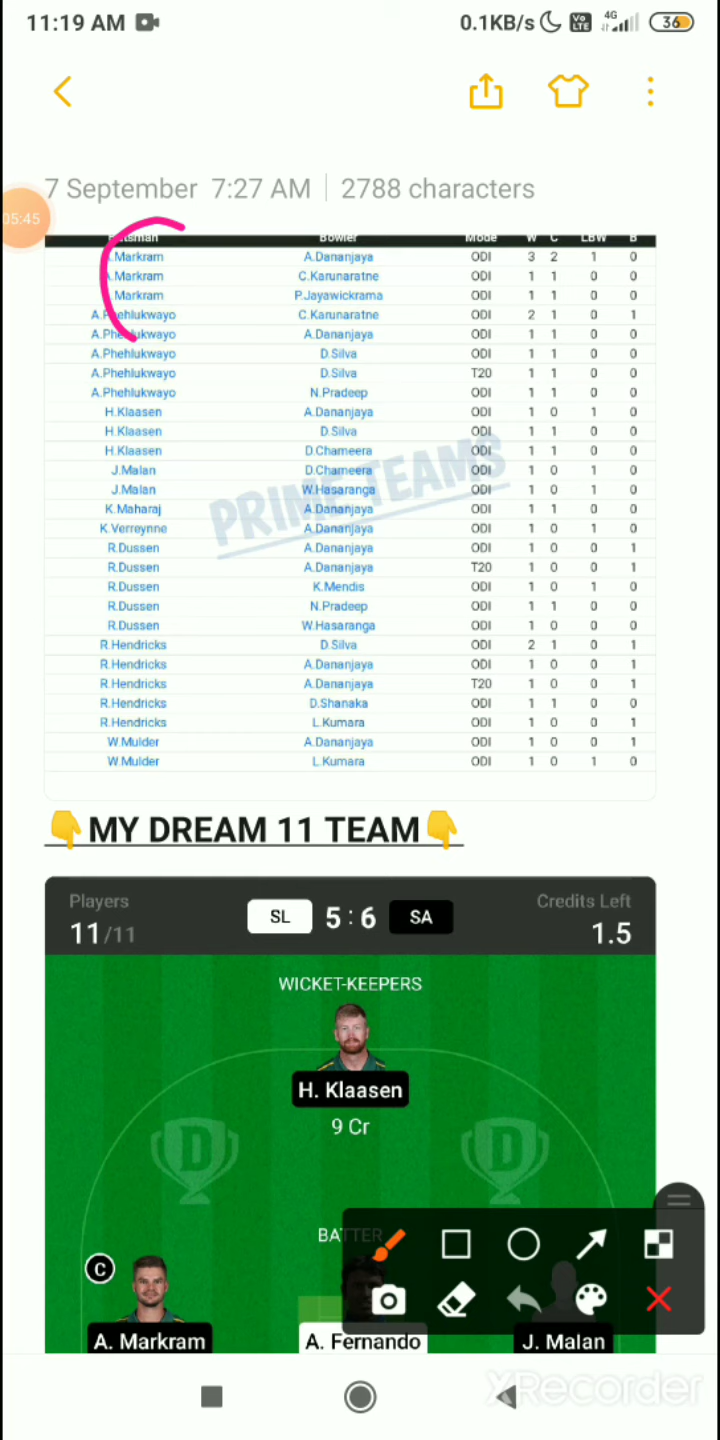 11:19 AM 0.1KB/s Vo LTE 4G 36
7 September 7:27 AM 2788 characters
05:45
Batsman Bowler Mode W C LBW B
.Markram A.Dananjaya ODI 3 2 1 0
A.Markram C.Karunaratne ODI 1 1 0 0
Markram P.Jayawickrama ODI 1 1 0 0
A.Phehlukwayo C.Karunaratne ODI 2 1 0 1
A.Phehlukwayo A.Dananjaya ODI 1 1 0 0
A.Phehlukwayo D.Silva ODI 1 1 0 0
A.Phehlukwayo D.Silva T20 1 1 0 0
A.Phehlukwayo N.Pradeep ODI 1 1 0 0
H.Klaasen A.Dananjaya ODI 1 0 1 0
H.Klaasen D.Silva ODI 1 1 0 0
H.Klaasen D.Chameera ODI 1 1 0 0
J.Malan D.Chameera ODI 1 0 1 0
J.Malan W.Hasaranga ODI 1 0 1 0
K.Maharaj A.Dananjaya ODI 1 1 0 0
K.Verreynne A.Dananjaya ODI 1 0 1 0
R.Dussen A.Dananjaya ODI 1 0 0 1
R.Dussen A.Dananjaya T20 1 0 0 1
R.Dussen K.Mendis ODI 1 0 1 0
R.Dussen N.Pradeep ODI 1 1 0 0
R.Dussen W.Hasaranga ODI 1 0 0 0
R.Hendricks D.Silva ODI 2 1 0 1
R.Hendricks A.Dananjaya ODI 1 0 0 1
R.Hendricks A.Dananjaya T20 1 0 0 1
R.Hendricks D.Shanaka ODI 1 1 0 0
R.Hendricks L.Kumara ODI 1 0 0 1
W.Mulder A.Dananjaya ODI 1 0 0 1
W.Mulder L.Kumara ODI 1 0 1 0
PRIME TEAMS
👇MY DREAM 11 TEAM👇
Players Credits Left
11/11 SL 5 : 6 SA 1.5
WICKET-KEEPERS
H. Klaasen
9 Cr
D D
BATTER
C
A. Markram A. Fernando J. Malan
XRecorder